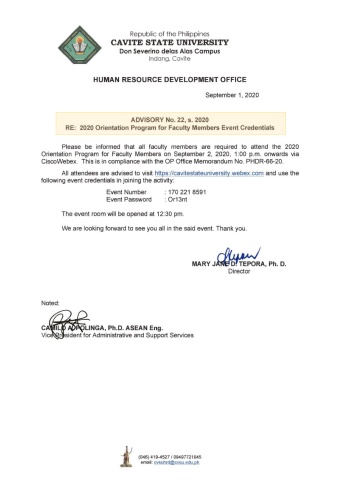 Republic of the Philippines
CAVITE STATE UNIVERSITY
Don Severino delas Alas Campus
Indang, Cavite
HUMAN RESOURCE DEVELOPMENT OFFICE
September 1, 2020
ADVISORY No. 22, s. 2020
RE: 2020 Orientation Program for Faculty Members Event Credentials
Please be informed that all faculty members are required to attend the 2020
Orientation Program for Faculty Members on September 2, 2020, 1:00 p.m. onwards via
CiscoWebex. This is in compliance with the OP Office Memorandum No. PHDR-66-20.
All attendees are advised to visit https://cavitestateuniversity.webex.com and use the
following event credentials in joining the activity:
Event Number : 170 221 8591
Event Password : Or13nt
The event room will be opened at 12:30 pm.
We are looking forward to see you all in the said event. Thank you.
MARY JANE D. TEPORA, Ph. D.
Director
Noted:
CAMILO A. POLINGA, Ph.D. ASEAN Eng.
Vice President for Administrative and Support Services
(046) 419-4527 / 09497721845
email: cvsuhrd@cvsu.edu.ph